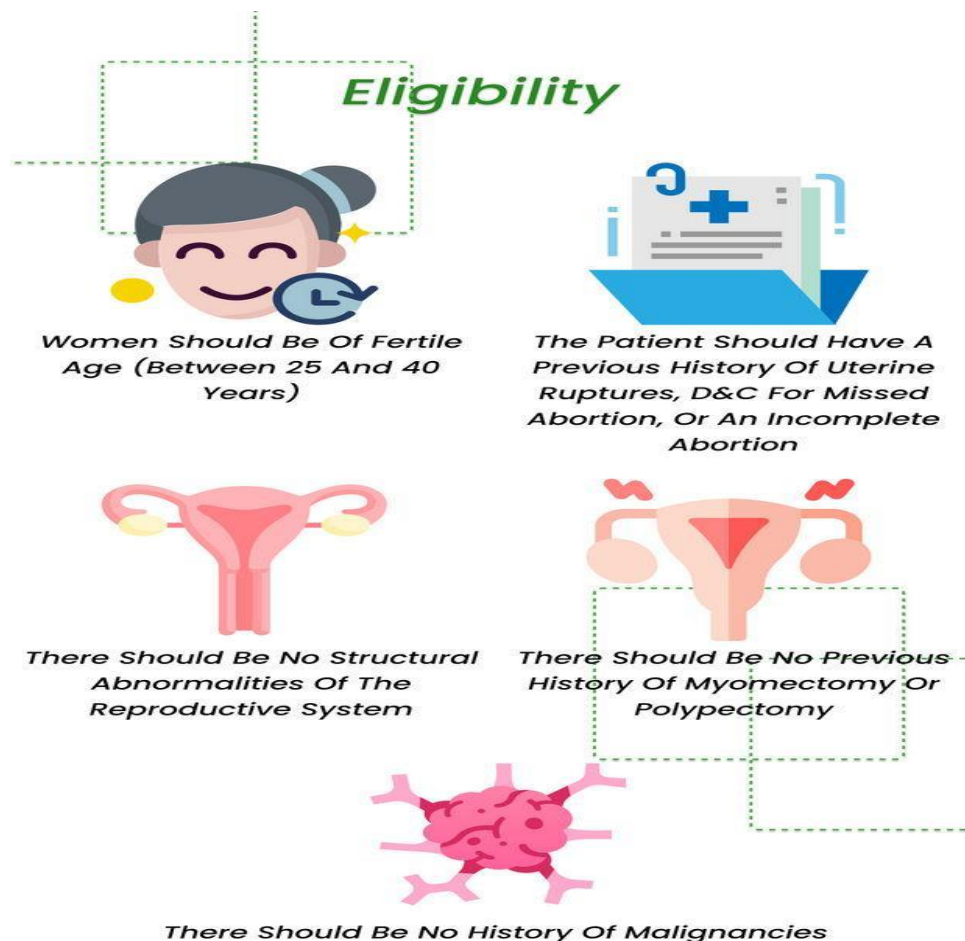 Eligibility
Women Should Be Of Fertile
Age (Between 25 And 40
Years)
The Patient Should Have A
Previous History Of Uterine
Ruptures, D&C For Missed
Abortion, Or An Incomplete
Abortion
There Should Be No Structural
Abnormalities Of The
Reproductive System
There Should Be No Previous
History Of Myomectomy Or
Polypectomy
There Should Be No History Of Malignancies